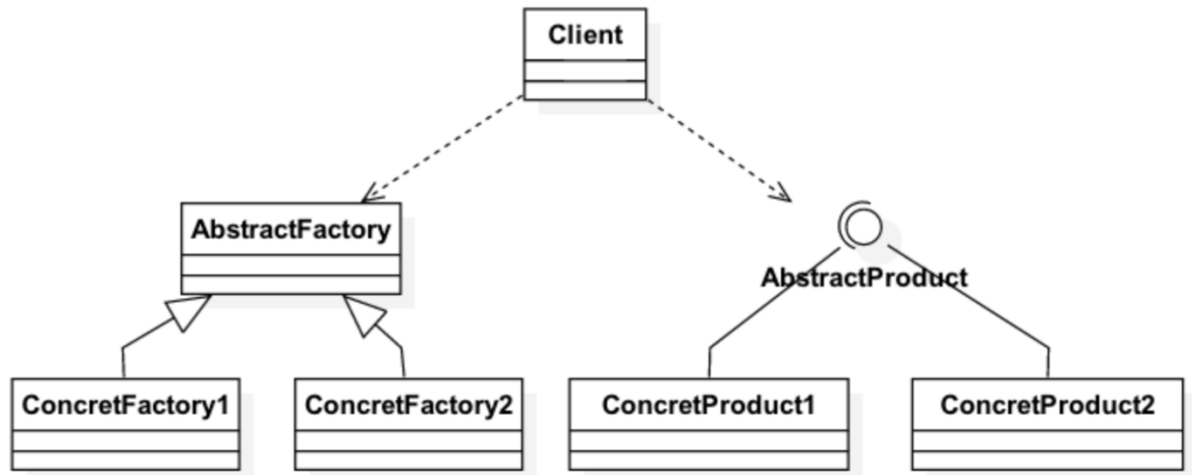 Client
AbstractFactory
AbstractProduct
ConcretFactory1
ConcretFactory2
ConcretProduct1
ConcretProduct2